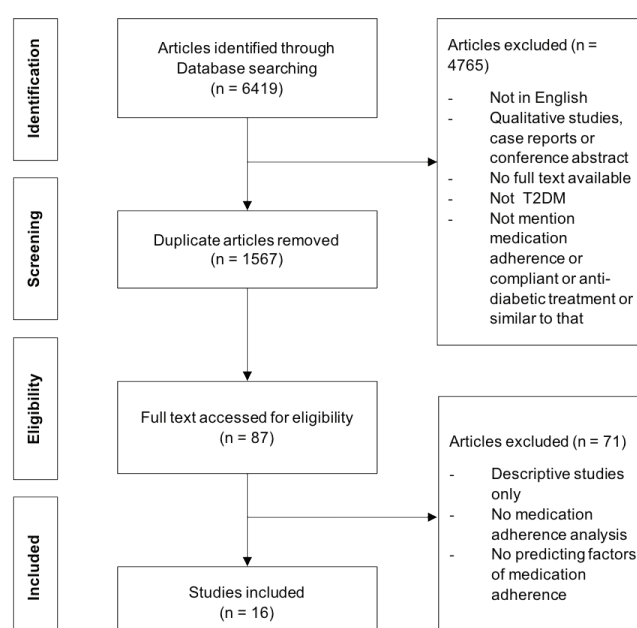 Identification
Articles identified through
Database searching
(n = 6419)
Articles excluded (n =
4765)
- Not in English
- Qualitative studies,
case reports or
conference abstract
- No full text available
- Not T2DM
- Not mention
medication
adherence or
compliant or anti-
diabetic treatment or
similar to that
Screening
Duplicate articles removed
(n = 1567)
Eligibility
Full text accessed for eligibility
(n = 87)
Articles excluded (n = 71)
- Descriptive studies
only
- No medication
adherence analysis
- No predicting factors
of medication
adherence
Included
Studies included
(n = 16)